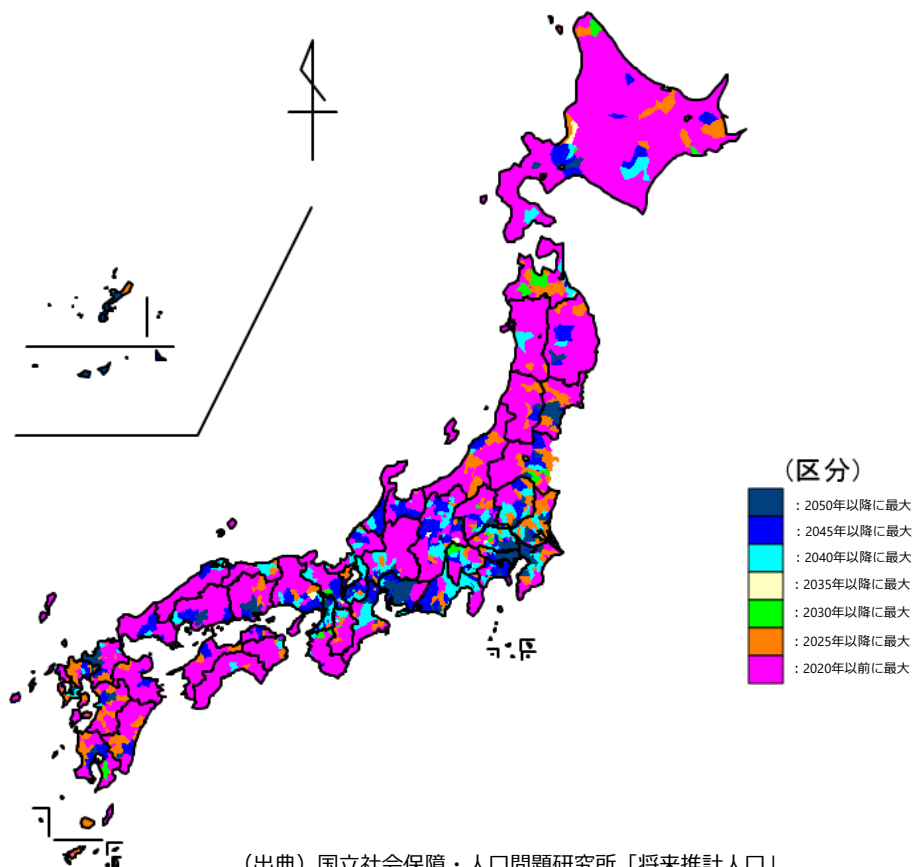 (区分)
：2050年以降に最大
：2045年以降に最大
：2040年以降に最大
：2035年以降に最大
：2030年以降に最大
：2025年以降に最大
：2020年以前に最大
（出典）国立社会保障・人口問題研究所「将来推計人口」